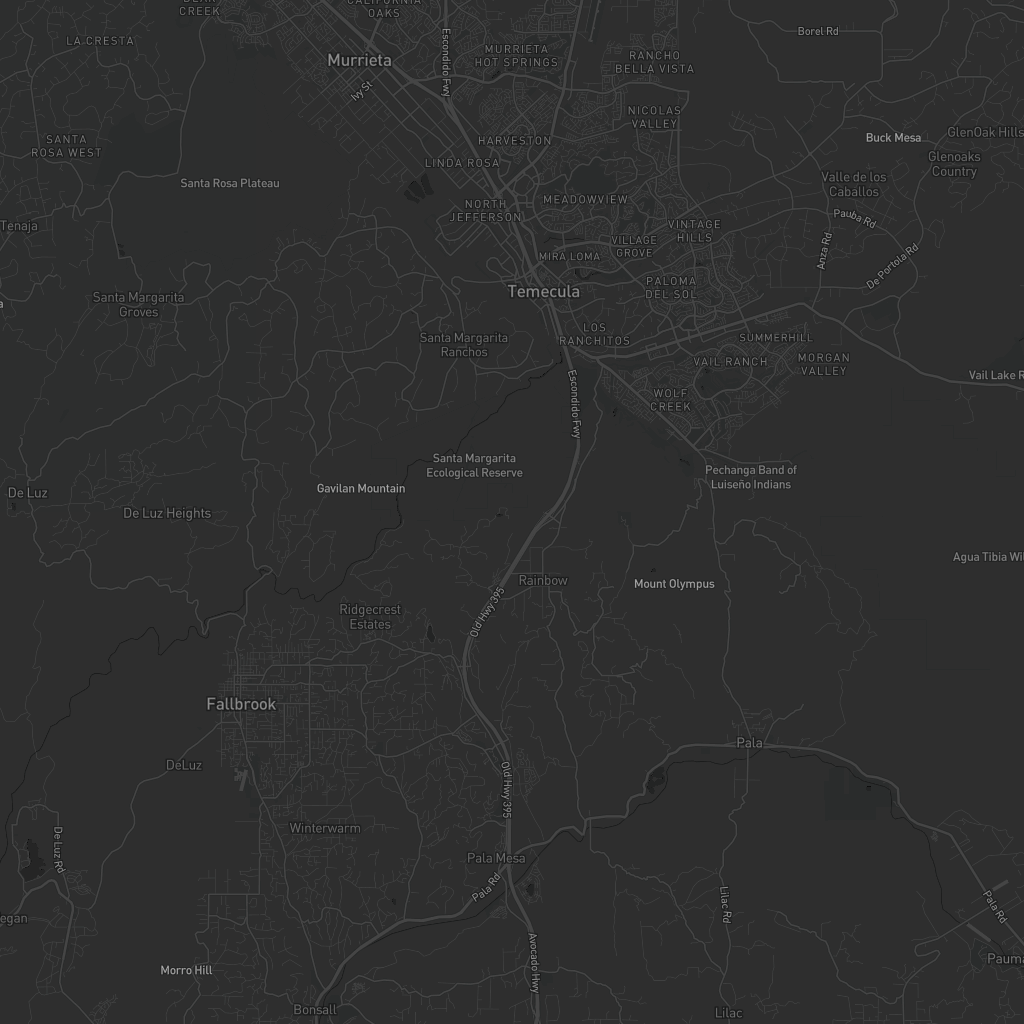 CREEK
CALIFORNIA
OAKS
LA CRESTA
Murrieta
Escondido Fwy
MURRIETA
HOT SPRINGS
RANCHO
BELLA VISTA
Borel Rd
Ivy St
NICOLAS
VALLEY
SANTA
ROSA WEST
HARVESTON
Buck Mesa
GlenOak Hills
LINDA ROSA
Glenoaks
Country
Santa Rosa Plateau
Valle de los
Caballos
NORTH
JEFFERSON
MEADOWVIEW
Tenaja
VINTAGE
HILLS
Pauba Rd
VILLAGE
GROVE
Anza Rd
De Portola Rd
MIRA LOMA
Santa Margarita
Groves
Temecula
PALOMA
DEL SOL
a
Santa Margarita
Ranchos
LOS
RANCHITOS
SUMMERHILL
VAIL RANCH
MORGAN
VALLEY
Vail Lake R
Escondido Fwy
WOLF
CREEK
Santa Margarita
Ecological Reserve
Pechanga Band of
Luiseño Indians
De Luz
Gavilan Mountain
De Luz Heights
Agua Tibia Wil
Rainbow
Mount Olympus
Old Hwy 395
Ridgecrest
Estates
Fallbrook
Pala
DeLuz
Old Hwy 395
Winterwarm
De Luz Rd
Pala Mesa
Pala Rd
Lilac Rd
Pala Rd
egan
Avocado Hwy
Pauma
Morro Hill
Bonsall
Lilac